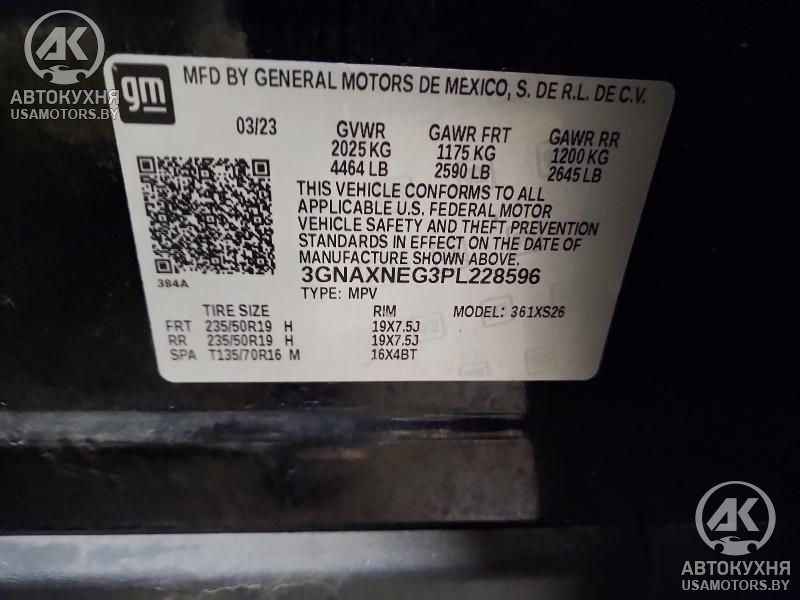 AK
АВТОКУХНЯ
USAMOTORS.BY
gm
MFD BY GENERAL MOTORS DE MEXICO, S. DE R.L. DE C.V.
03/23 GVWR GAWR FRT GAWR RR
2025 KG 1175 KG 1200 KG
4464 LB 2590 LB 2645 LB
THIS VEHICLE CONFORMS TO ALL
APPLICABLE U.S. FEDERAL MOTOR
VEHICLE SAFETY AND THEFT PREVENTION
STANDARDS IN EFFECT ON THE DATE OF
MANUFACTURE SHOWN ABOVE.
384A
3GNAXNEG3PL228596
TYPE: MPV
TIRE SIZE RIM MODEL: 361XS26
FRT 235/50R19 H 19X7.5J
RR 235/50R19 H 19X7.5J
SPA T135/70R16 M 16X4BT
AK
АВТОКУХНЯ
USAMOTORS.BY